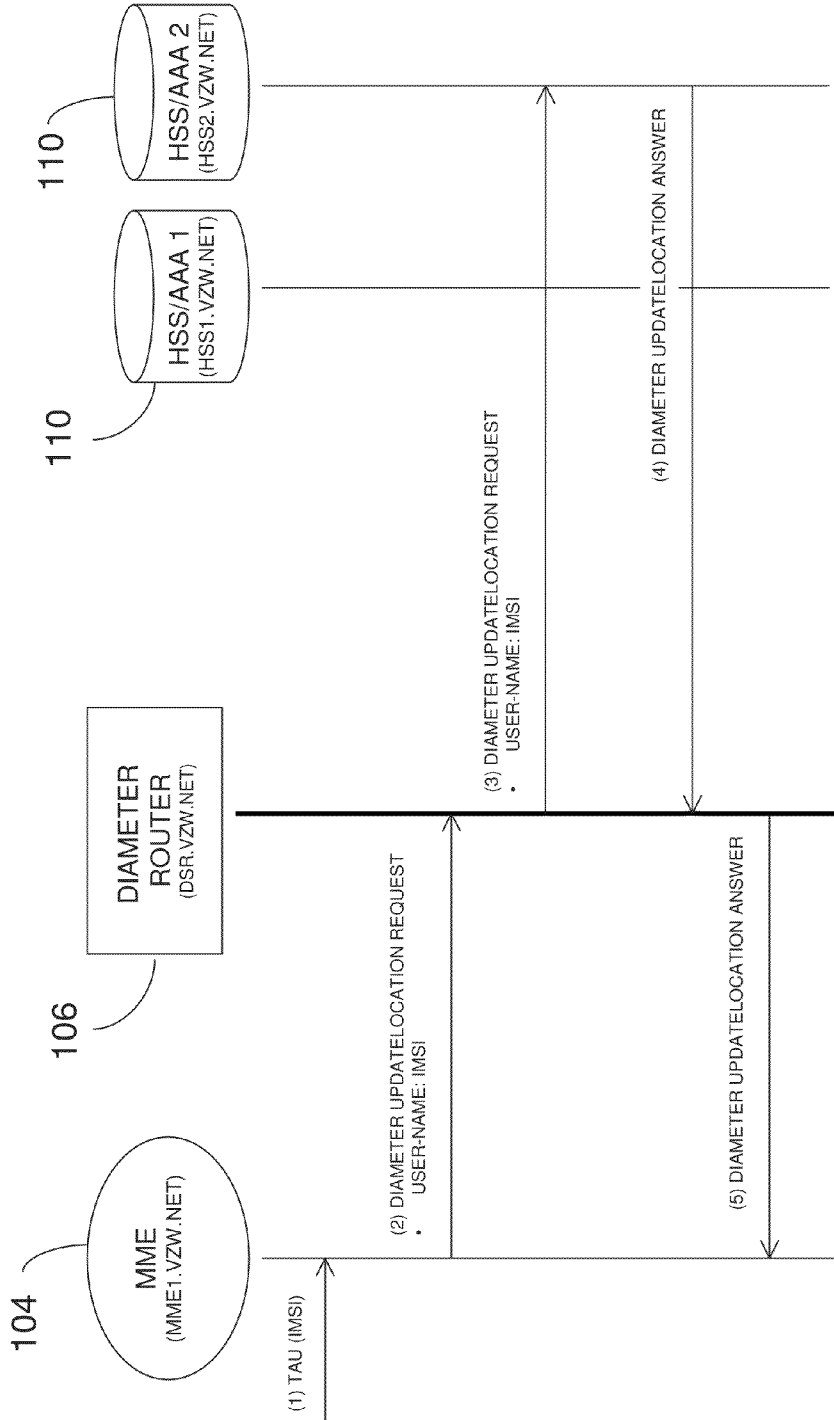 104
MME
(MME1.VZW.NET)
106
DIAMETER
ROUTER
(DSR.VZW.NET)
110
HSS/AAA 1
(HSS1.VZW.NET)
110
HSS/AAA 2
(HSS2.VZW.NET)
(1) TAU (IMSI)
(2) DIAMETER UPDATELOCATION REQUEST
• USER-NAME: IMSI
(3) DIAMETER UPDATELOCATION REQUEST
• USER-NAME: IMSI
(4) DIAMETER UPDATELOCATION ANSWER
(5) DIAMETER UPDATELOCATION ANSWER